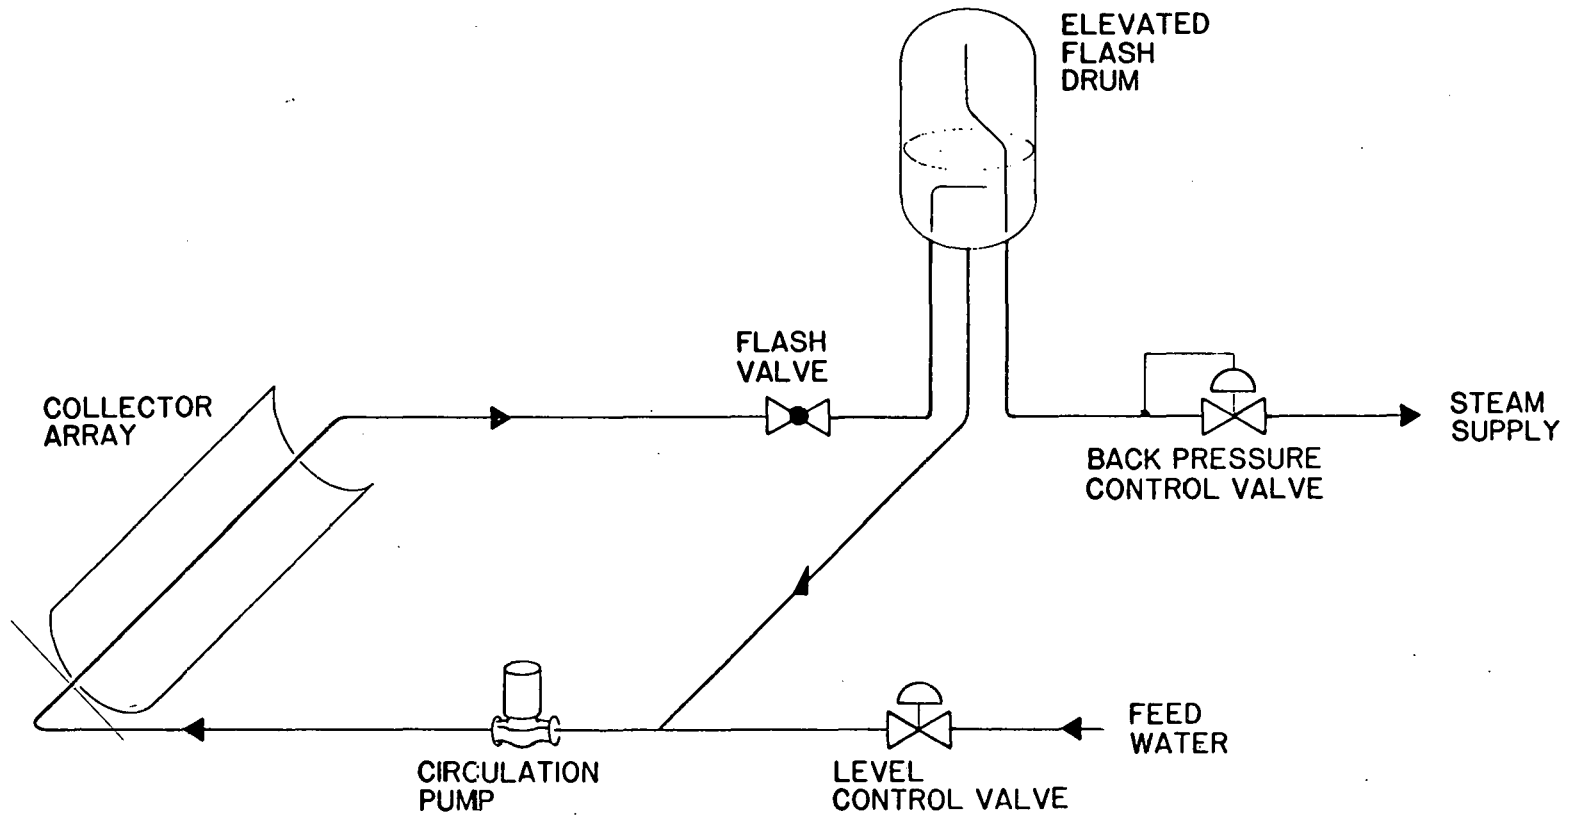 ELEVATED
FLASH
DRUM
FLASH
VALVE
COLLECTOR
ARRAY
STEAM
SUPPLY
BACK PRESSURE
CONTROL VALVE
FEED
WATER
CIRCULATION
PUMP
LEVEL
CONTROL VALVE